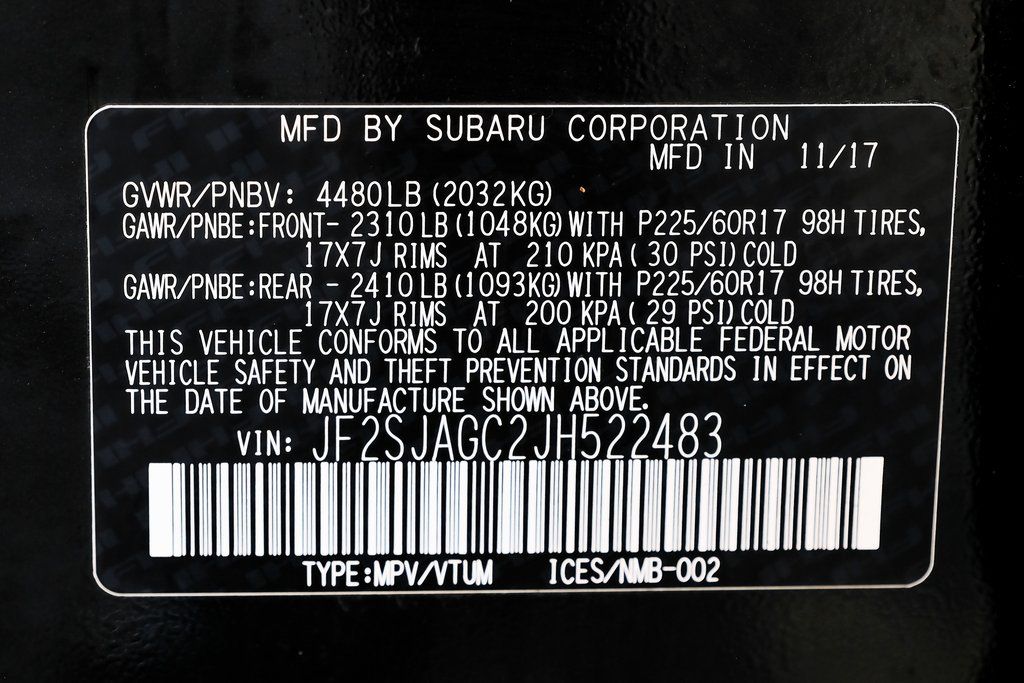 MFD BY SUBARU CORPORATION
MFD IN 11/17
GVWR/PNBV: 4480LB(2032KG)
GAWR/PNBE:FRONT- 2310LB(1048KG)WITH P225/60R17 98H TIRES,
17X7J RIMS AT 210 KPA( 30 PSI)COLD
GAWR/PNBE:REAR - 2410LB(1093KG)WITH P225/60R17 98H TIRES,
17X7J RIMS AT 200 KPA( 29 PSI)COLD
THIS VEHICLE CONFORMS TO ALL APPLICABLE FEDERAL MOTOR
VEHICLE SAFETY AND THEFT PREVENTION STANDARDS IN EFFECT ON
THE DATE OF MANUFACTURE SHOWN ABOVE.
VIN: JF2SJAGC2JH522483
TYPE:MPV/VTUM ICES/NMB-002